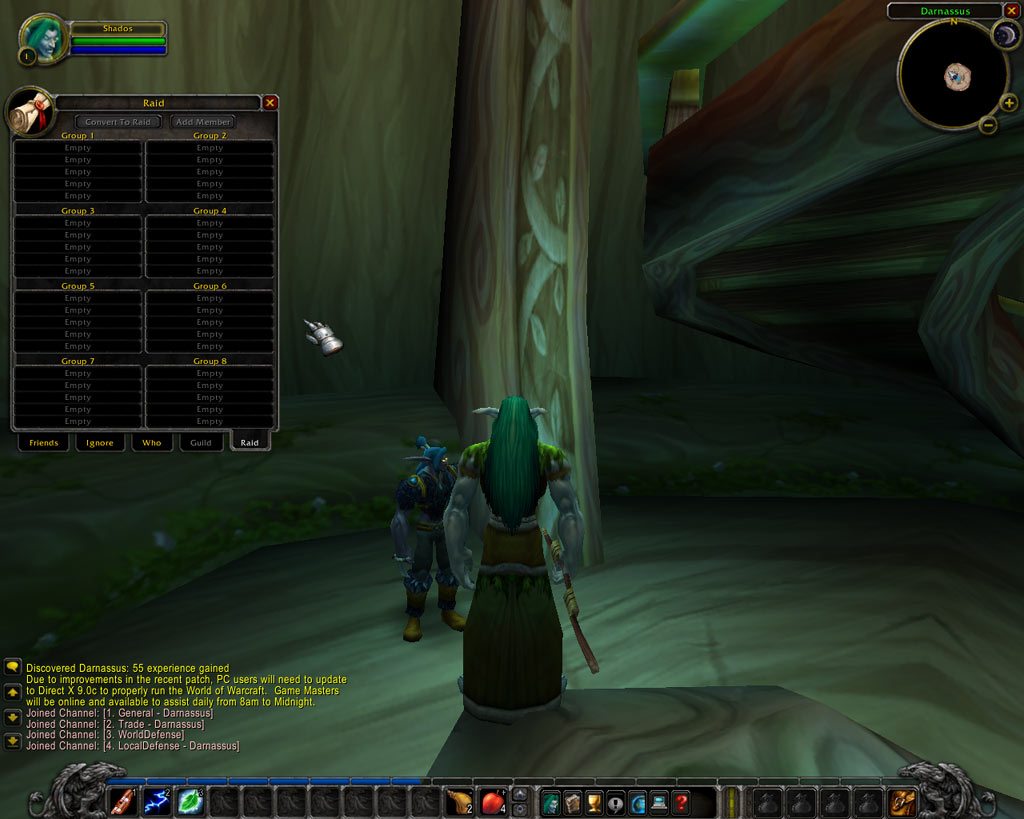 Shados
1
Darnassus
N
Raid
Convert To Raid
Add Member
Group 1
Group 2
Empty
Empty
Empty
Empty
Empty
Empty
Empty
Empty
Empty
Empty
Group 3
Group 4
Empty
Empty
Empty
Empty
Empty
Empty
Empty
Empty
Empty
Empty
Group 5
Group 6
Empty
Empty
Empty
Empty
Empty
Empty
Empty
Empty
Empty
Empty
Group 7
Group 8
Empty
Empty
Empty
Empty
Empty
Empty
Empty
Empty
Empty
Empty
Friends
Ignore
Who
Guild
Raid
Discovered Darnassus: 55 experience gained
Due to improvements in the recent patch, PC users will need to update
to Direct X 9.0c to properly run the World of Warcraft. Game Masters
will be online and available to assist daily from 8am to Midnight.
Joined Channel: [1. General - Darnassus]
Joined Channel: [2. Trade - Darnassus]
Joined Channel: [3. WorldDefense]
Joined Channel: [4. LocalDefense - Darnassus]
1
2
3
2
4